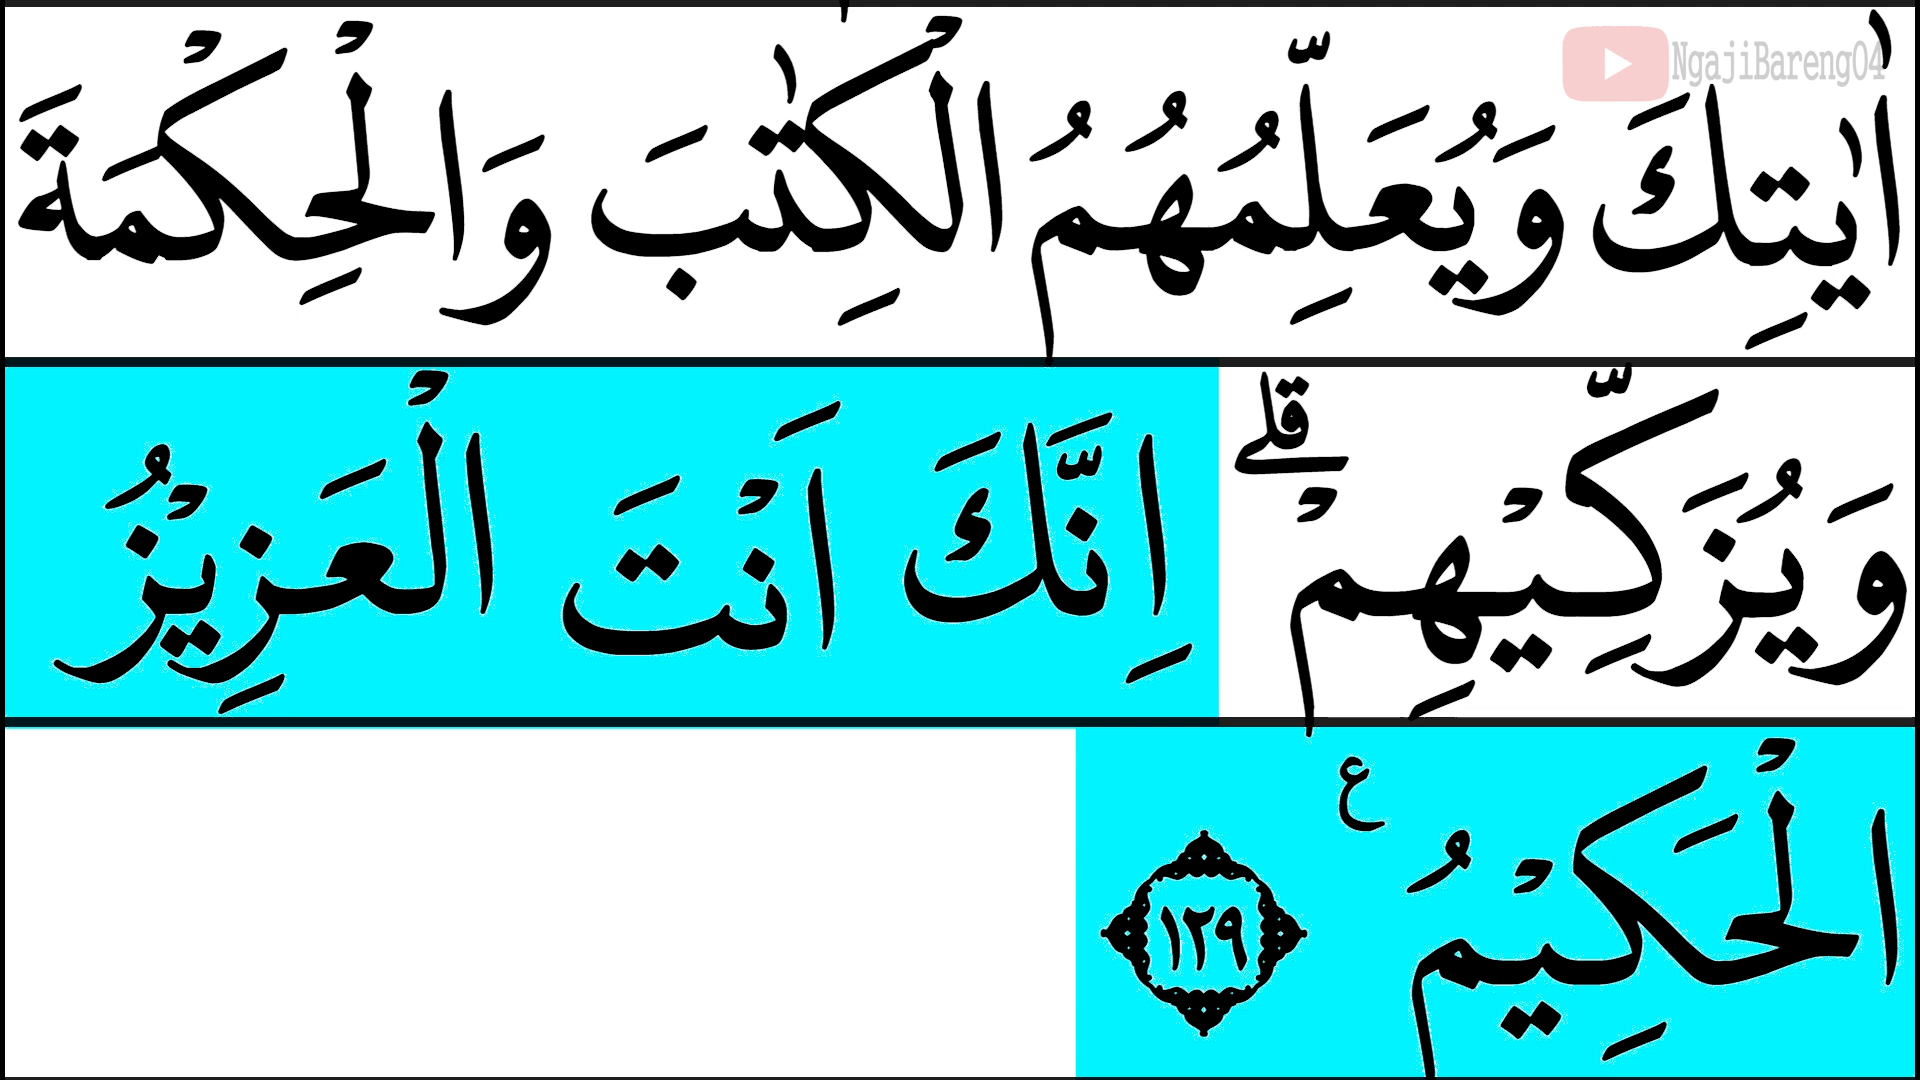 NgajiBareng04
اٰيٰتِكَ وَيُعَلِّمُهُمُ الْكِتٰبَ وَالْحِكْمَةَ
وَيُزَكِّيْهِمْۗ اِنَّكَ اَنْتَ الْعَزِيْزُ
الْحَكِيْمُ ع ١٢٩